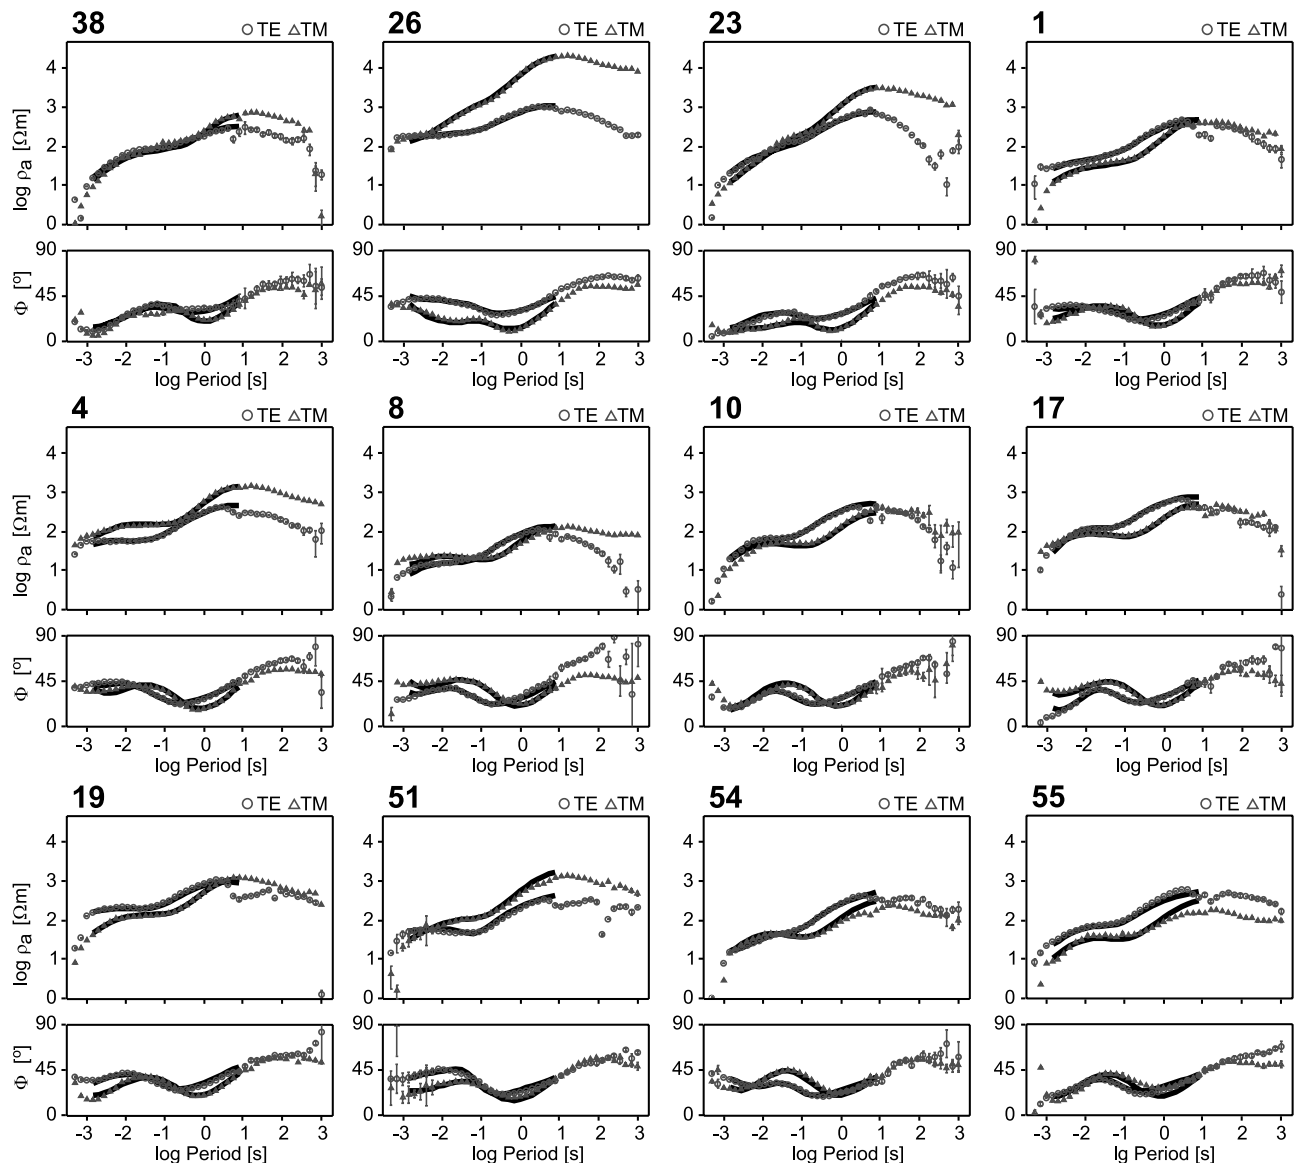 38 ○ TE △TM
26 ○ TE △TM
23 ○ TE △TM
1 ○ TE △TM
log ρa [Ωm]
4 4 4 4
3 3 3 3
2 2 2 2
1 1 1 1
0 0 0 0
Φ [º]
90 90 90 90
45 45 45 45
0 0 0 0
-3 -2 -1 0 1 2 3
-3 -2 -1 0 1 2 3
-3 -2 -1 0 1 2 3
-3 -2 -1 0 1 2 3
log Period [s]
log Period [s]
log Period [s]
log Period [s]
4 ○ TE △TM
8 ○ TE △TM
10 ○ TE △TM
17 ○ TE △TM
log ρa [Ωm]
4 4 4 4
3 3 3 3
2 2 2 2
1 1 1 1
0 0 0 0
Φ [º]
90 90 90 90
45 45 45 45
0 0 0 0
-3 -2 -1 0 1 2 3
-3 -2 -1 0 1 2 3
-3 -2 -1 0 1 2 3
-3 -2 -1 0 1 2 3
log Period [s]
log Period [s]
log Period [s]
log Period [s]
19 ○ TE △TM
51 ○ TE △TM
54 ○ TE △TM
55 ○ TE △TM
log ρa [Ωm]
4 4 4 4
3 3 3 3
2 2 2 2
1 1 1 1
0 0 0 0
Φ [º]
90 90 90 90
45 45 45 45
0 0 0 0
-3 -2 -1 0 1 2 3
-3 -2 -1 0 1 2 3
-3 -2 -1 0 1 2 3
-3 -2 -1 0 1 2 3
log Period [s]
log Period [s]
log Period [s]
lg Period [s]